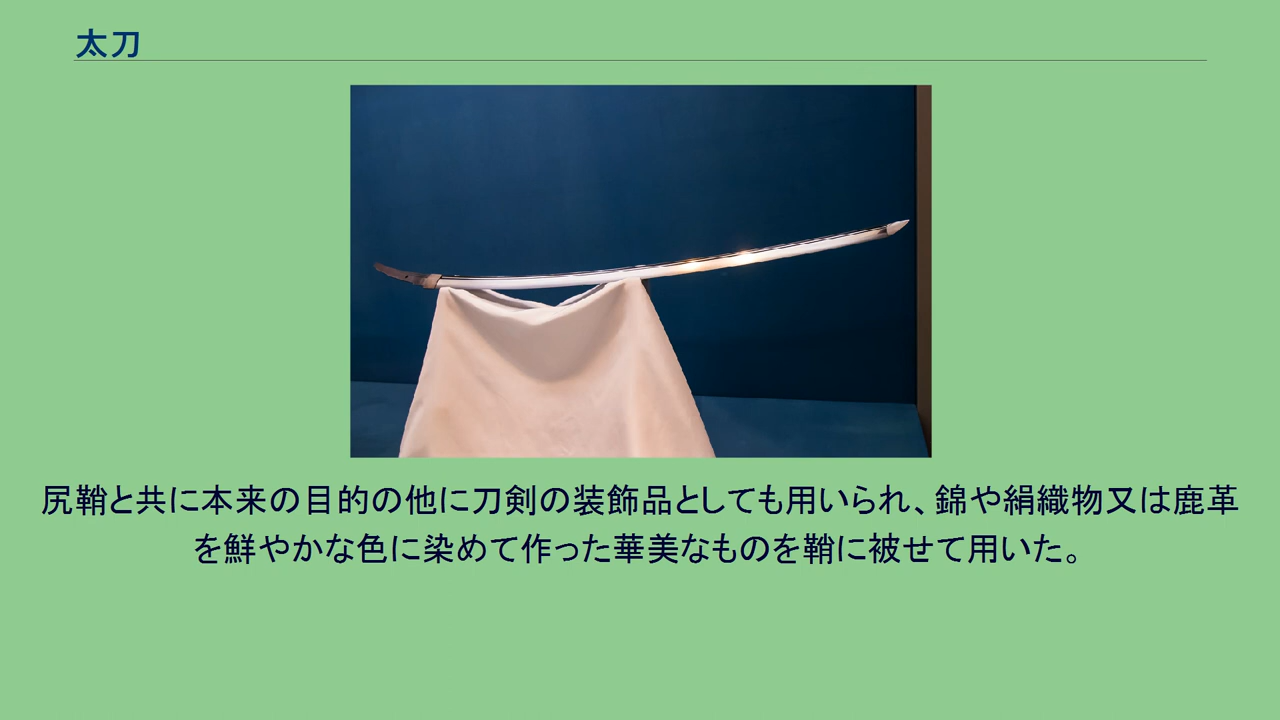 太刀
尻鞘と共に本来の目的の他に刀剣の装飾品としても用いられ、錦や絹織物又は鹿革
を鮮やかな色に染めて作った華美なものを鞘に被せて用いた。